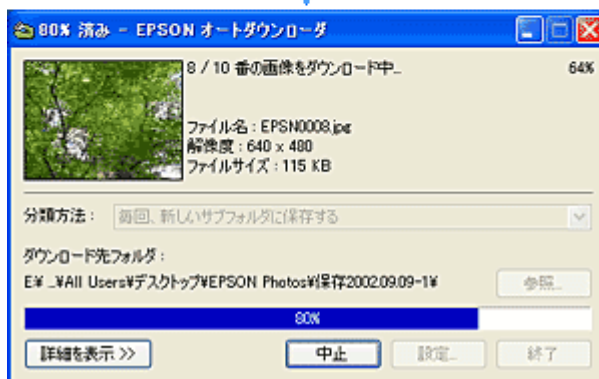 80% 済み - EPSON オートダウンローダ
8 / 10 番の画像をダウンロード中... 64%
ファイル名 : EPSN0008.jpg
解像度 : 640 x 480
ファイルサイズ : 115 KB
分類方法 : 毎回、新しいサブフォルダに保存する
ダウンロード先フォルダ :
E¥ ...¥All Users¥デスクトップ¥EPSON Photos¥保存2002.09.09-1¥ 参照...
80%
詳細を表示 >> 中止 設定... 終了